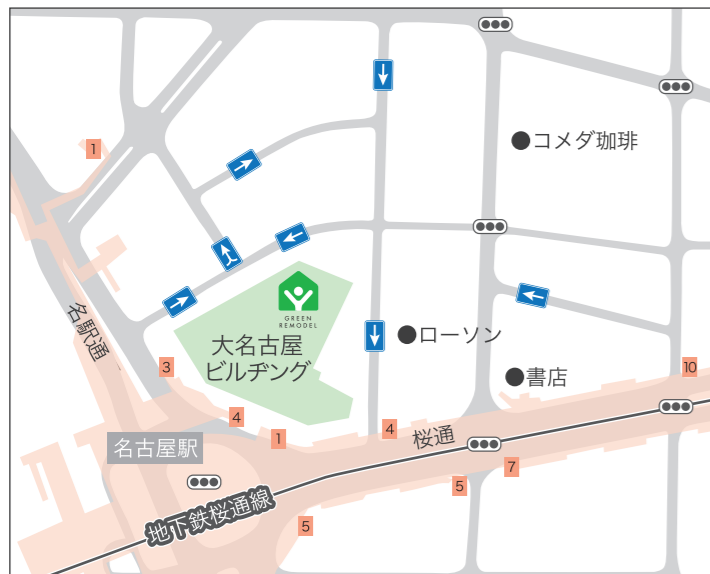 1
コメダ珈琲
GREEN
REMODEL
名駅通
大名古屋
ビルヂング
ローソン
書店
3
10
4
1
4
桜通
名古屋駅
5
7
地下鉄桜通線
5